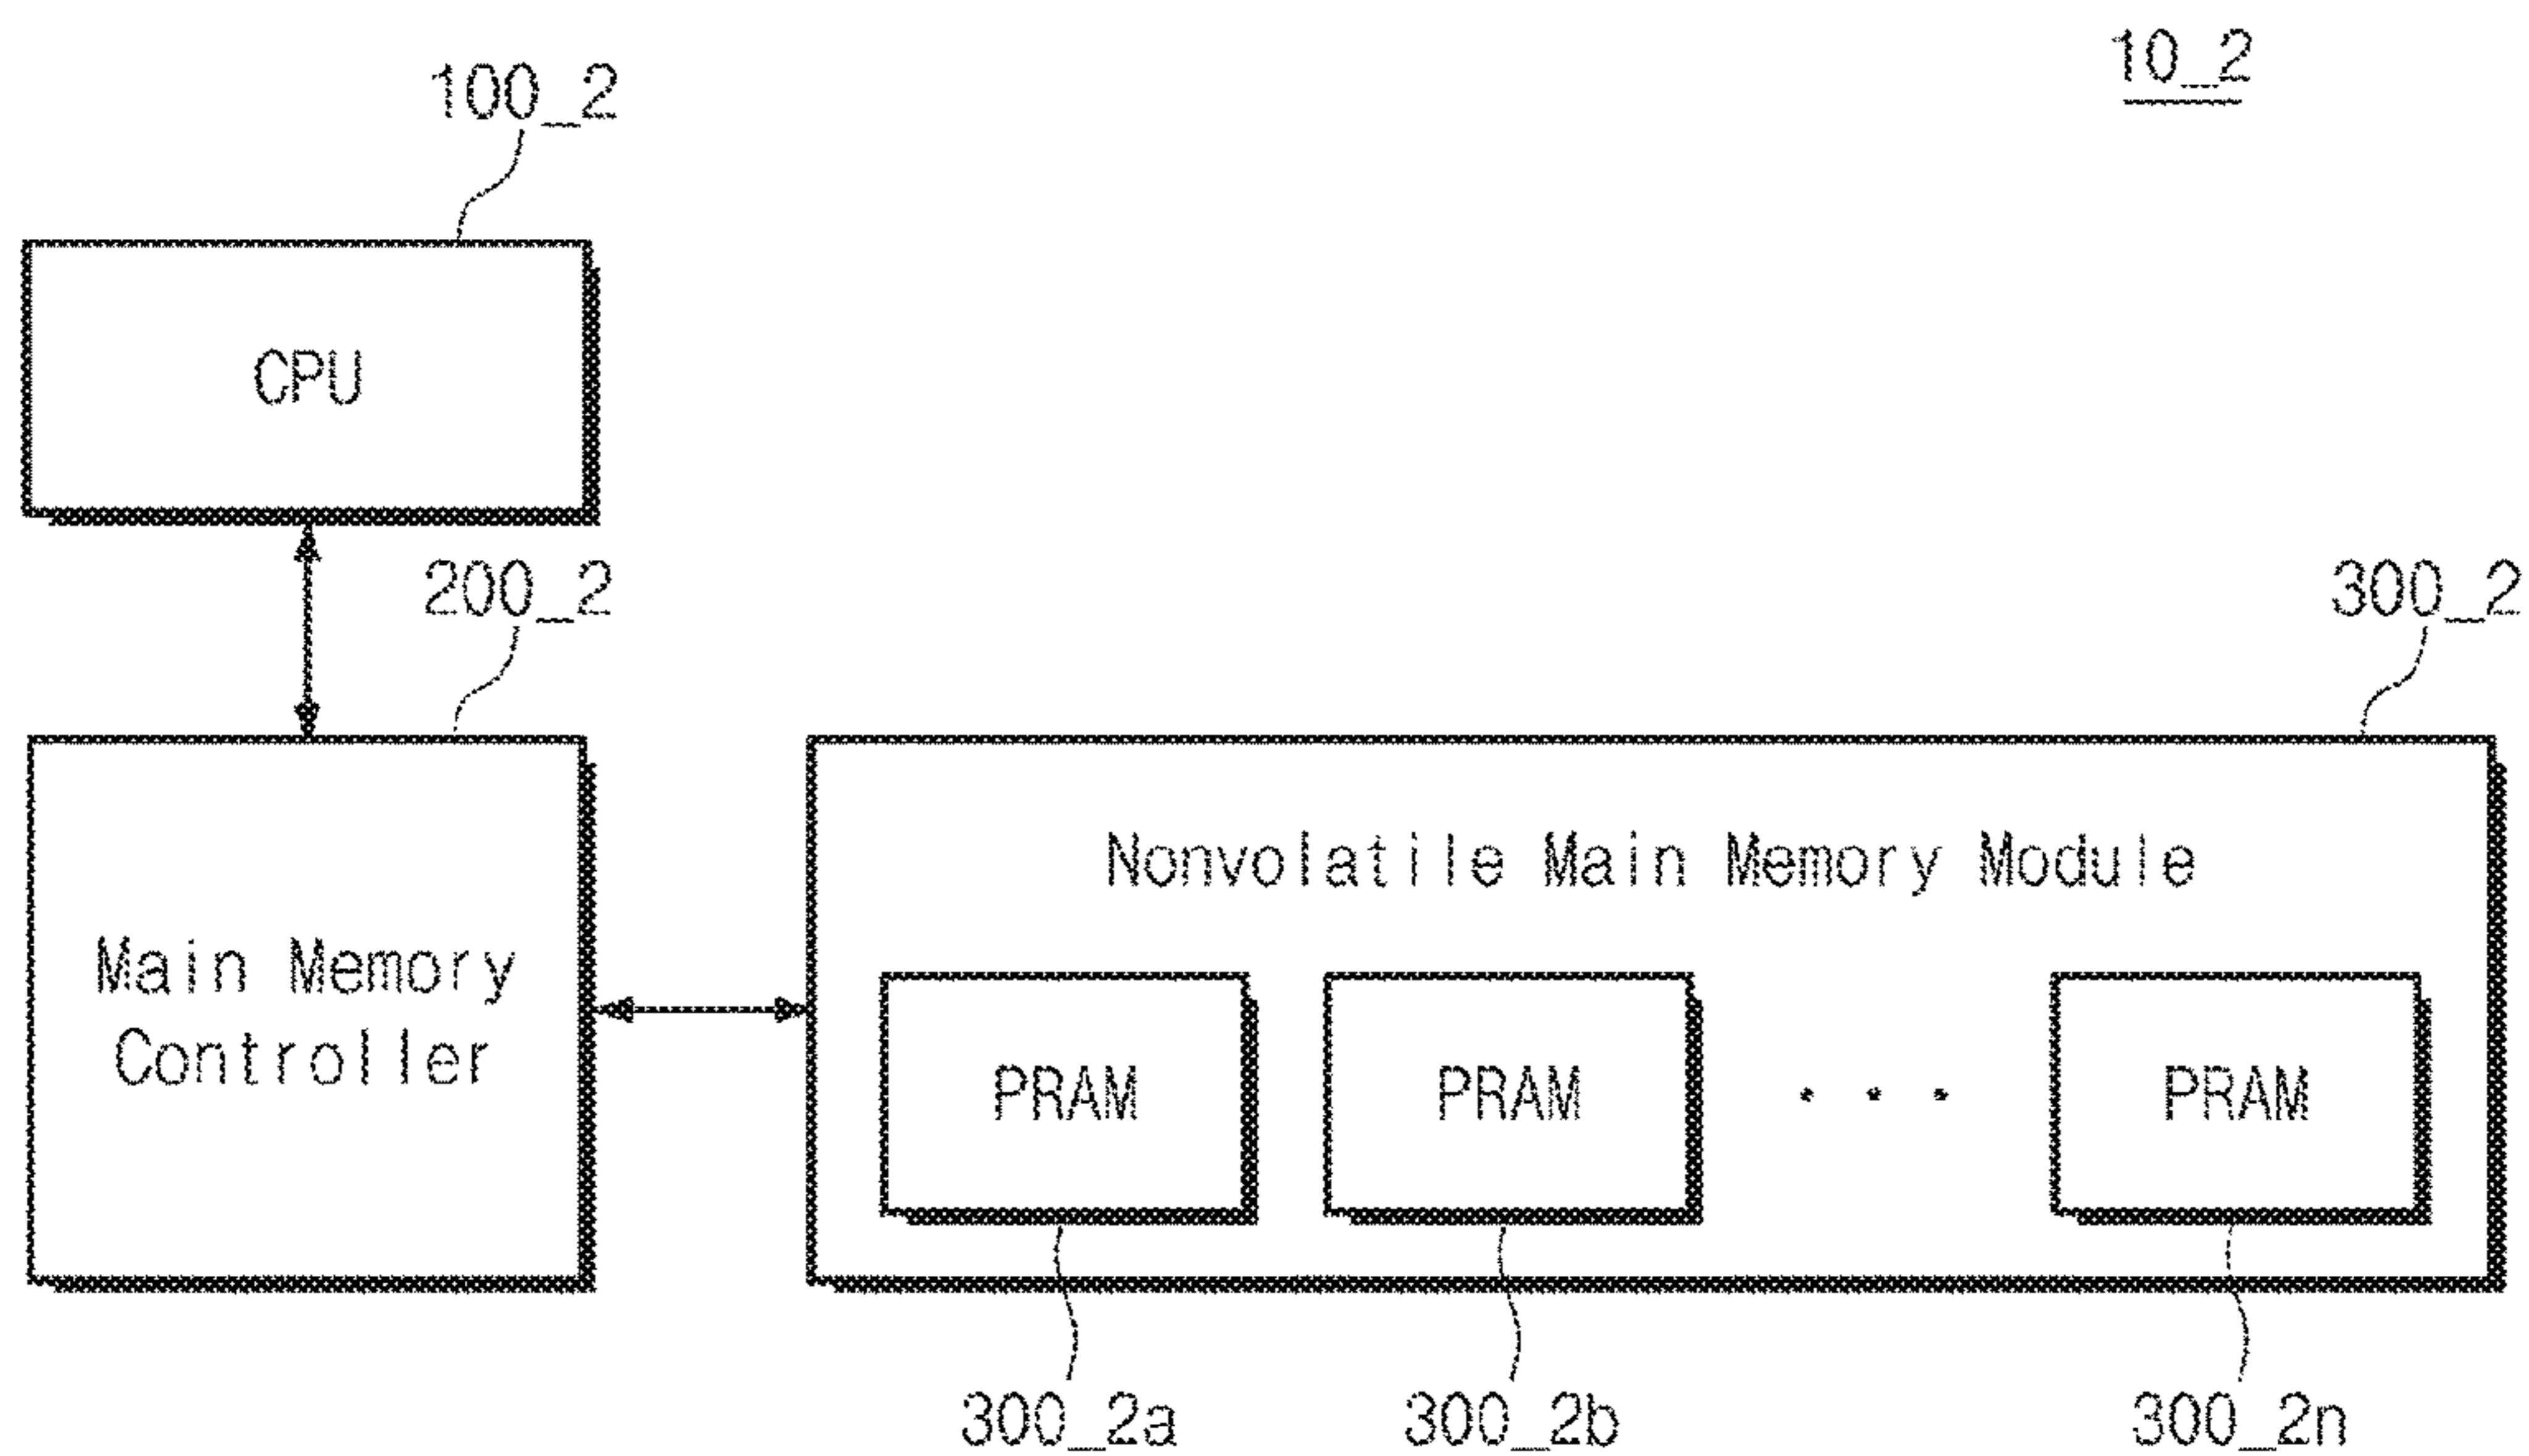 10_2
100_2
CPU
200_2
300_2
Main Memory
Controller
Nonvolatile Main Memory Module
PRAM
PRAM
. . .
PRAM
300_2a
300_2b
300_2n